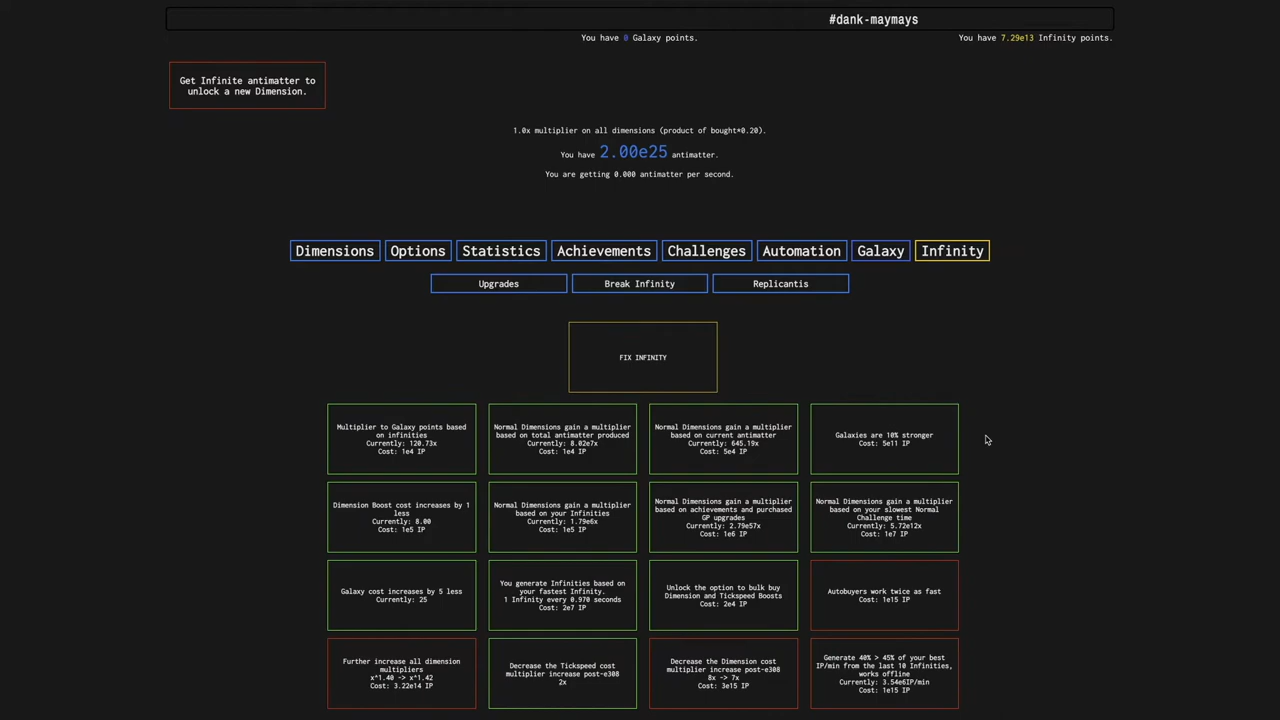 #dank-maymays
You have 0 Galaxy points.
You have 7.29e13 Infinity points.
Get Infinite antimatter to
unlock a new Dimension.
1.0x multiplier on all dimensions (product of bought*0.20).
You have 2.00e25 antimatter.
You are getting 0.000 antimatter per second.
Dimensions
Options
Statistics
Achievements
Challenges
Automation
Galaxy
Infinity
Upgrades
Break Infinity
Replicantis
FIX INFINITY
Multiplier to Galaxy points based
on infinities
Currently: 120.73x
Cost: 1e4 IP
Normal Dimensions gain a multiplier
based on total antimatter produced
Currently: 8.02e7x
Cost: 1e4 IP
Normal Dimensions gain a multiplier
based on current antimatter
Currently: 645.19x
Cost: 5e4 IP
Galaxies are 10% stronger
Cost: 5e11 IP
Dimension Boost cost increases by 1
less
Currently: 8.00
Cost: 1e5 IP
Normal Dimensions gain a multiplier
based on your Infinities
Currently: 1.79e6x
Cost: 1e5 IP
Normal Dimensions gain a multiplier
based on achievements and purchased
GP upgrades
Currently: 2.79e57x
Cost: 1e6 IP
Normal Dimensions gain a multiplier
based on your slowest Normal
Challenge time
Currently: 5.72e12x
Cost: 1e7 IP
Galaxy cost increases by 5 less
Currently: 25
You generate Infinities based on
your fastest Infinity.
1 Infinity every 0.970 seconds
Cost: 2e7 IP
Unlock the option to bulk buy
Dimension and Tickspeed Boosts
Cost: 2e4 IP
Autobuyers work twice as fast
Cost: 1e15 IP
Further increase all dimension
multipliers
x^1.40 -> x^1.42
Cost: 3.22e14 IP
Decrease the Tickspeed cost
multiplier increase post-e308
2x
Decrease the Dimension cost
multiplier increase post-e308
8x -> 7x
Cost: 3e15 IP
Generate 40% > 45% of your best
IP/min from the last 10 Infinities,
works offline
Currently: 3.54e6IP/min
Cost: 1e15 IP